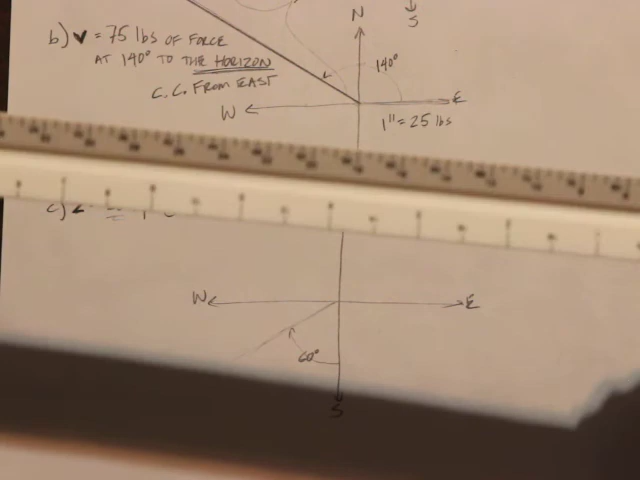 N
S
b) v = 75 lbs OF FORCE
AT 140° TO THE HORIZON
C.C. FROM EAST
140°
W
E
1" = 25 lbs
c)
W
E
60°
S